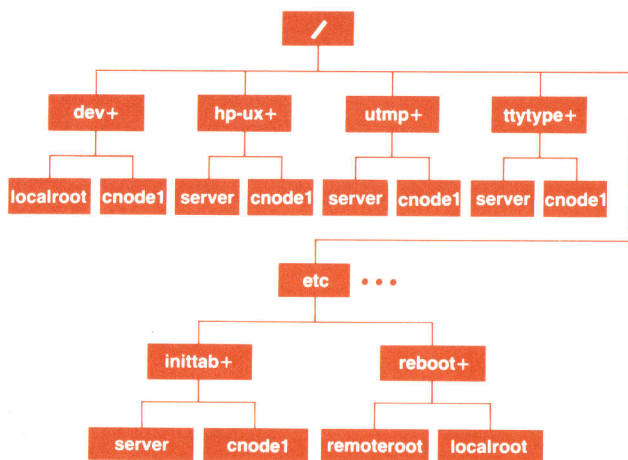 /
dev+ hp-ux+ utmp+ ttytype+
localroot cnode1 server cnode1 server cnode1 server cnode1
etc •••
inittab+ reboot+
server cnode1 remoteroot localroot